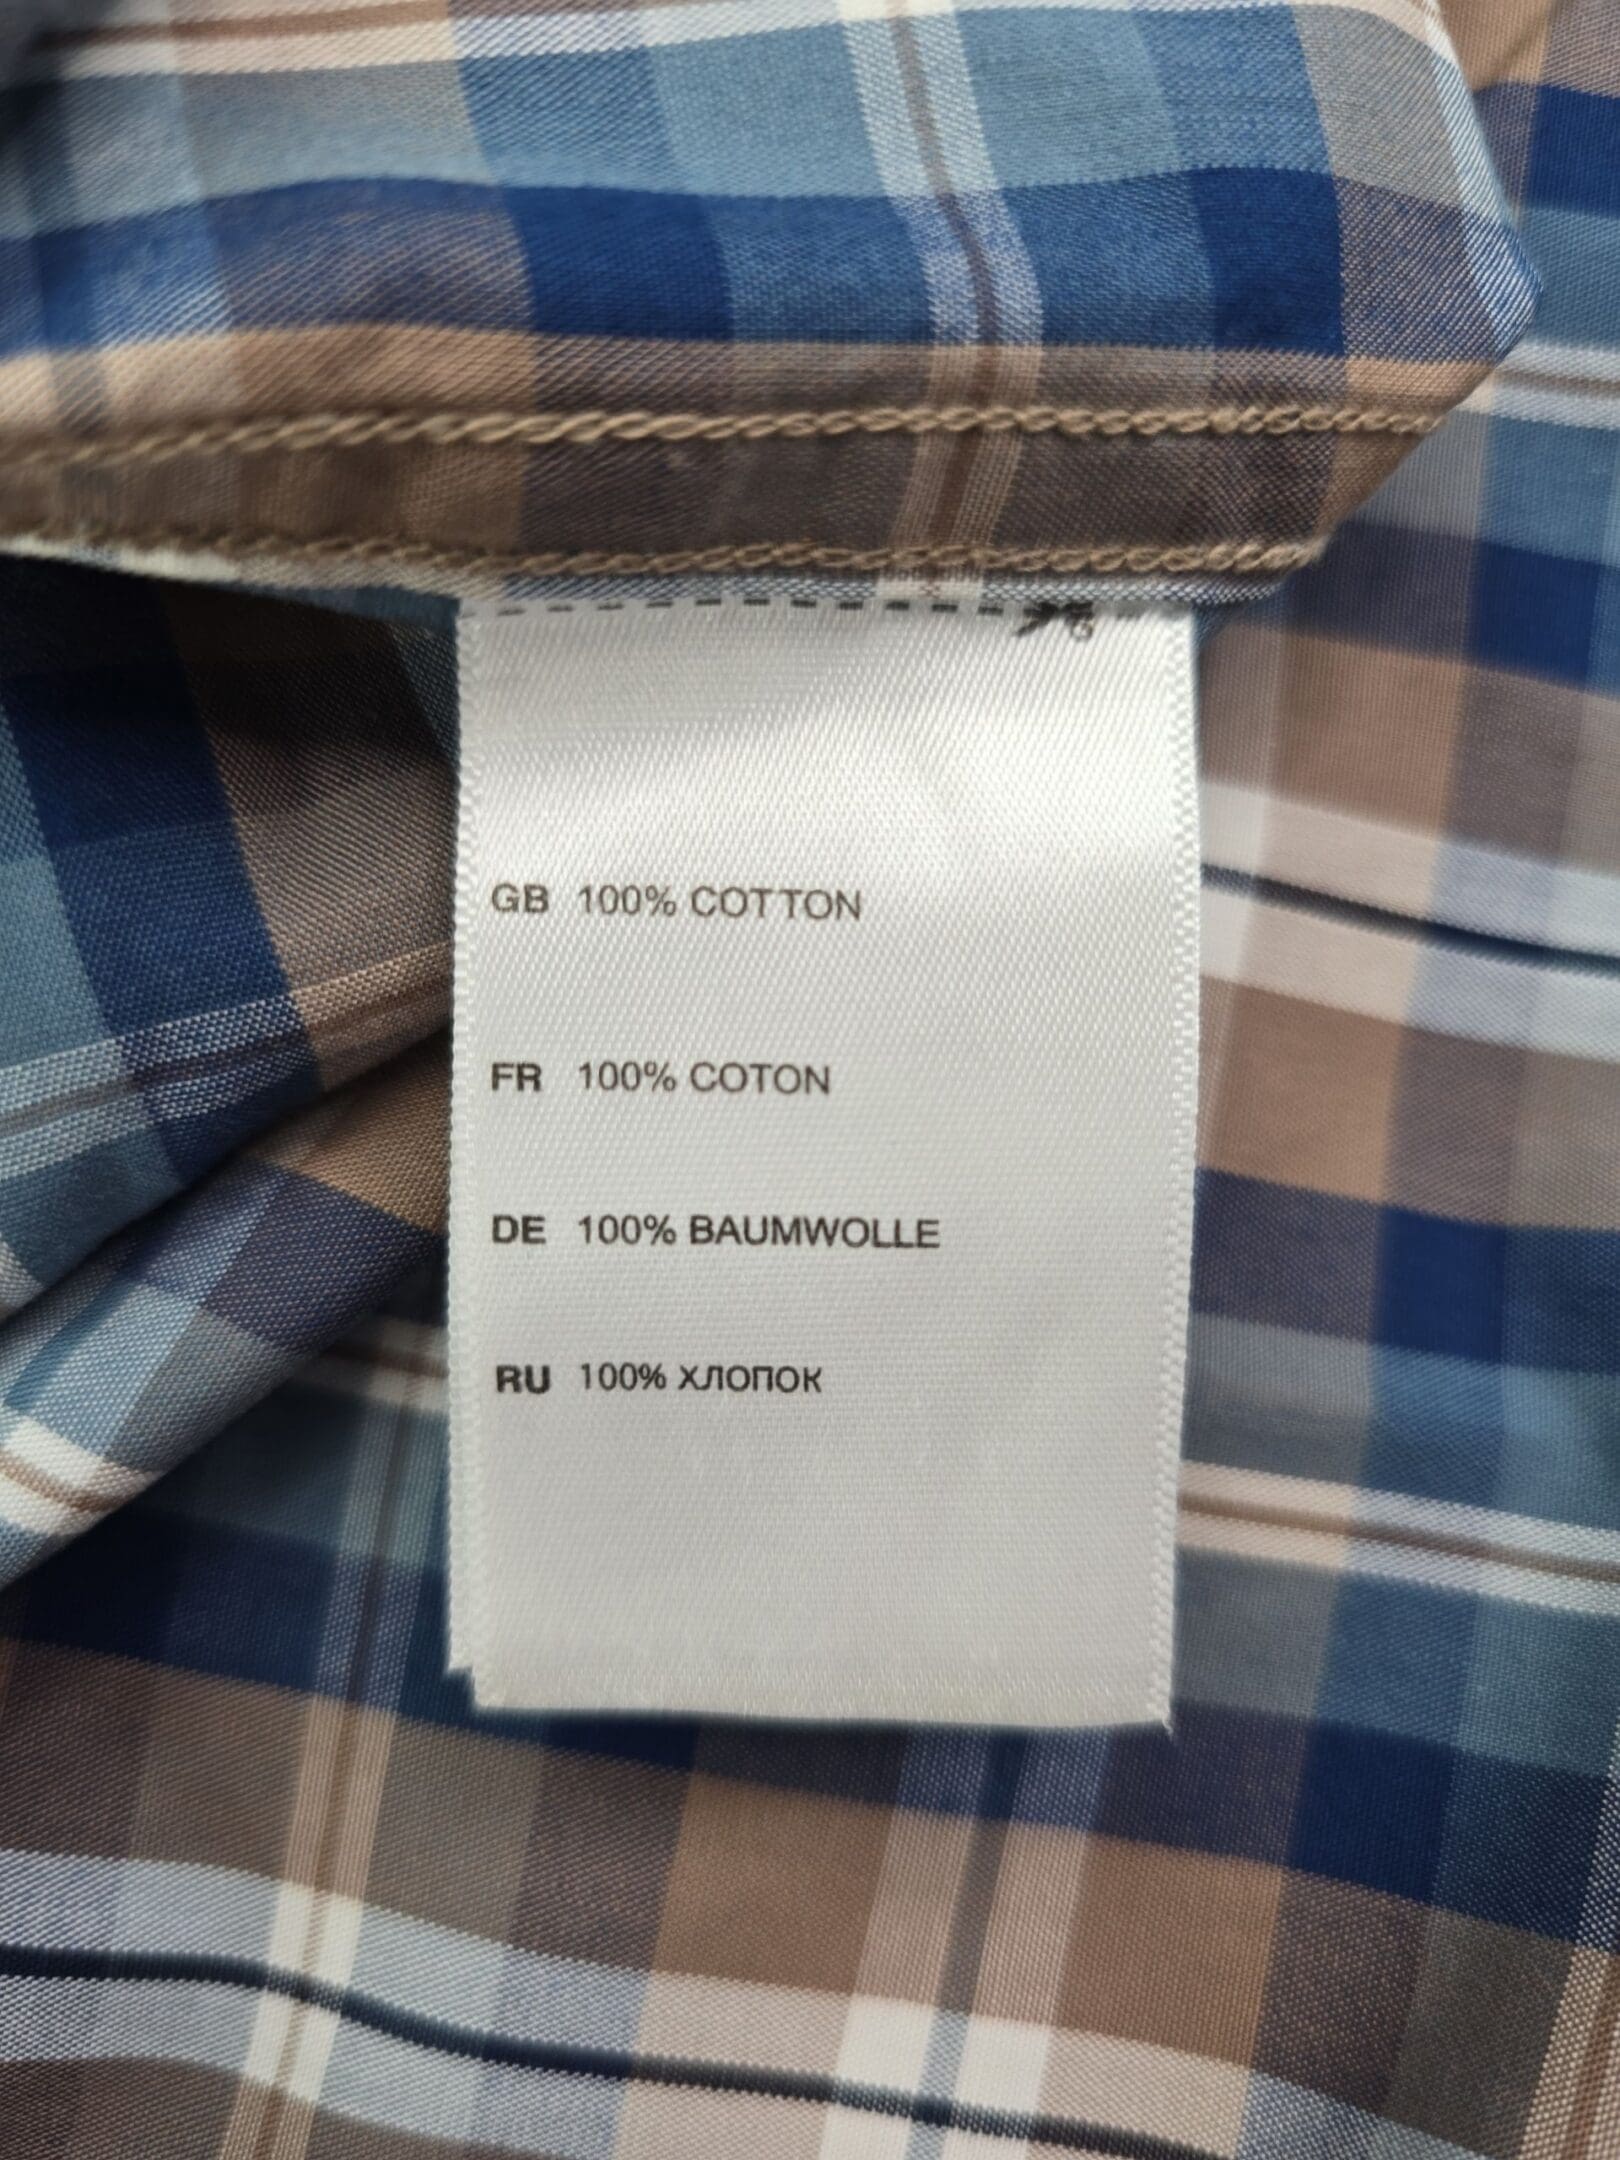 GB 100% COTTON
FR 100% COTON
DE 100% BAUMWOLLE
RU 100% ХЛОПОК